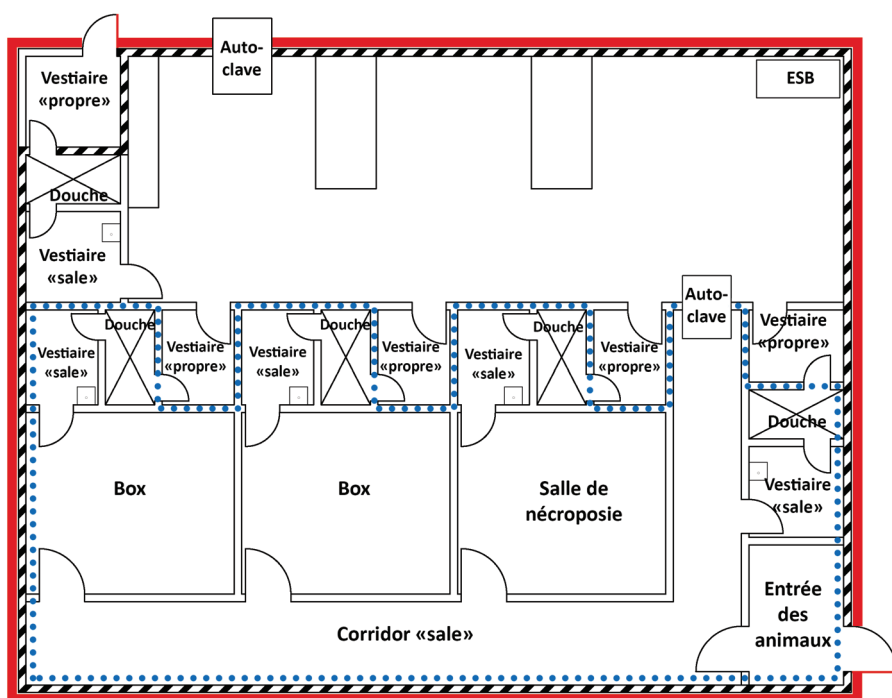 Auto-
clave
Vestiaire
«propre»
ESB
Douche
Vestiaire
«sale»
Auto-
clave
Douche
Vestiaire
«sale»
Vestiaire
«propre»
Douche
Vestiaire
«sale»
Vestiaire
«propre»
Douche
Vestiaire
«sale»
Vestiaire
«propre»
Vestiaire
«propre»
Douche
Vestiaire
«sale»
Box
Box
Salle de
nécroposie
Entrée
des
animaux
Corridor «sale»